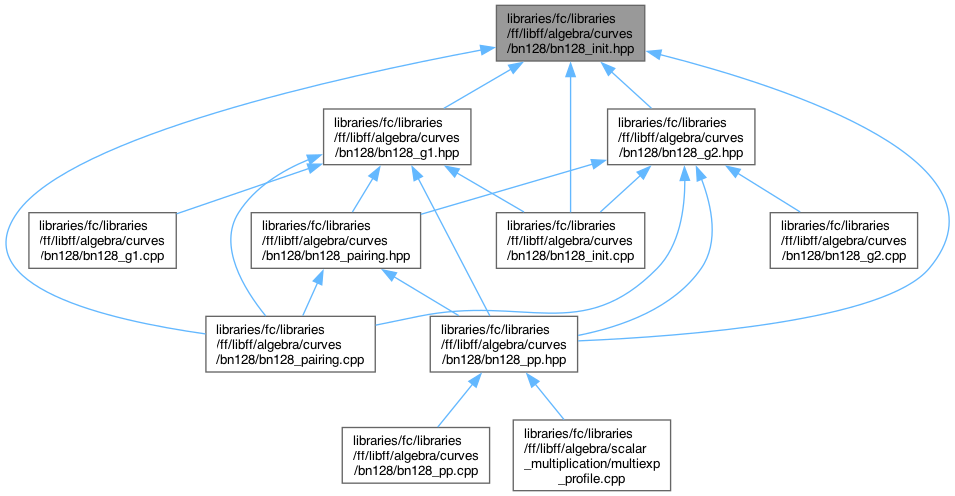 libraries/fc/libraries
/ff/libff/algebra/curves
/bn128/bn128_init.hpp
libraries/fc/libraries
/ff/libff/algebra/curves
/bn128/bn128_g1.hpp
libraries/fc/libraries
/ff/libff/algebra/curves
/bn128/bn128_g2.hpp
libraries/fc/libraries
/ff/libff/algebra/curves
/bn128/bn128_g1.cpp
libraries/fc/libraries
/ff/libff/algebra/curves
/bn128/bn128_pairing.hpp
libraries/fc/libraries
/ff/libff/algebra/curves
/bn128/bn128_init.cpp
libraries/fc/libraries
/ff/libff/algebra/curves
/bn128/bn128_g2.cpp
libraries/fc/libraries
/ff/libff/algebra/curves
/bn128/bn128_pairing.cpp
libraries/fc/libraries
/ff/libff/algebra/curves
/bn128/bn128_pp.hpp
libraries/fc/libraries
/ff/libff/algebra/curves
/bn128/bn128_pp.cpp
libraries/fc/libraries
/ff/libff/algebra/scalar
_multiplication/multiexp
_profile.cpp